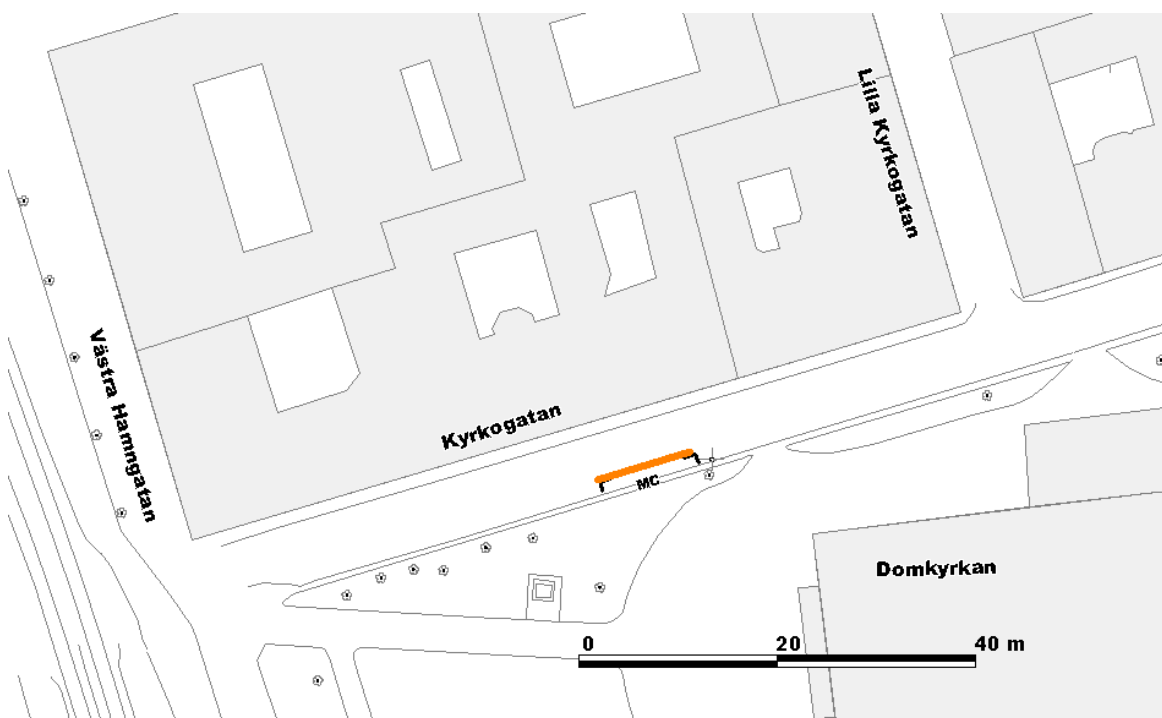 Lilla Kyrkogatan
Västra Hamngatan
Kyrkogatan
MC
Domkyrkan
0 20 40 m